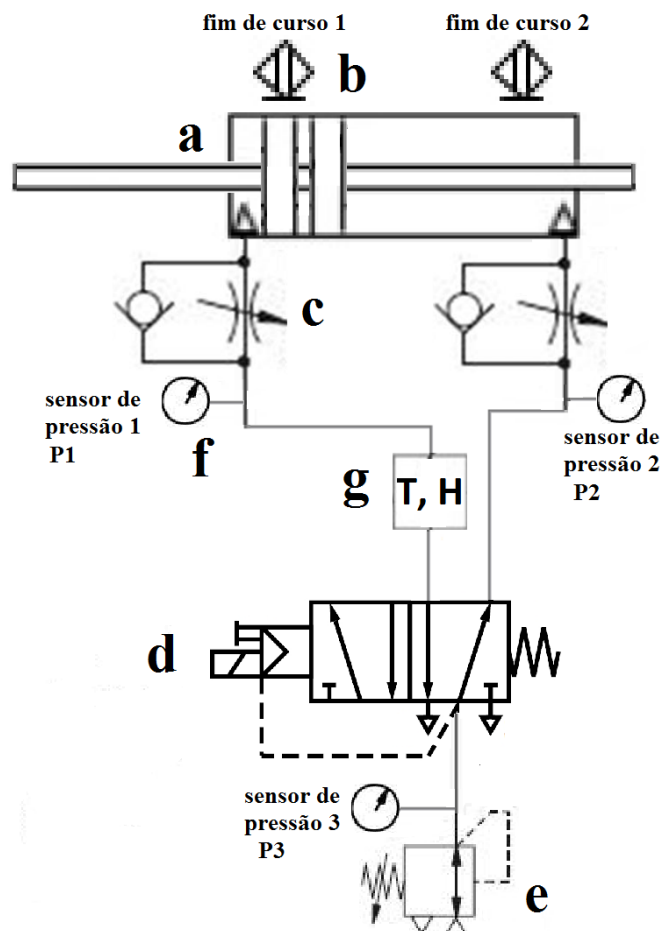 fim de curso 1
fim de curso 2
b
a
c
sensor de
pressão 1
P1
f
sensor de
pressão 2
P2
g
T, H
d
sensor de
pressão 3
P3
e